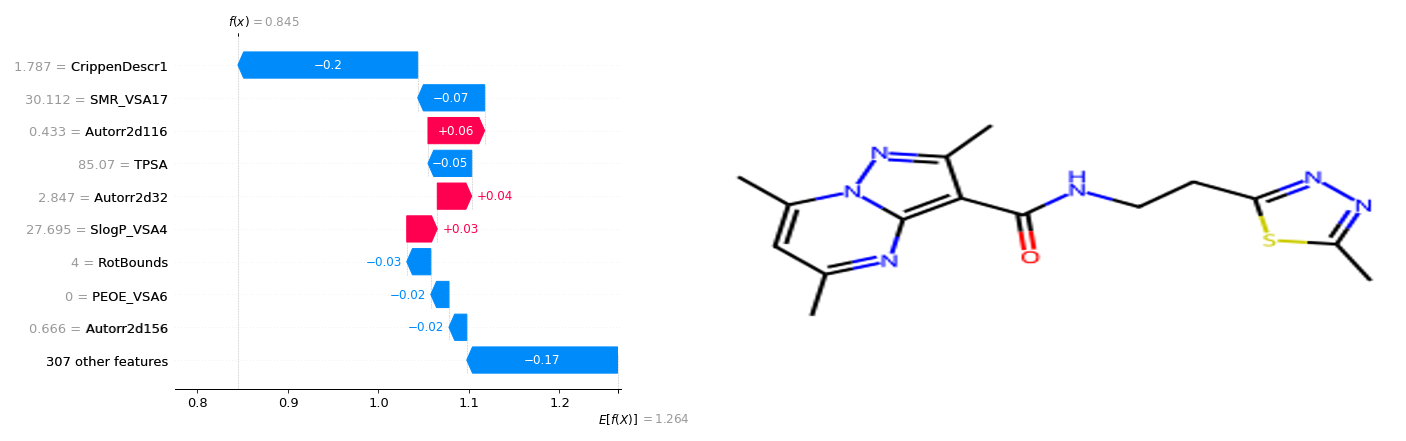 f(x) = 0.845
1.787 = CrippenDescr1
−0.2
30.112 = SMR_VSA17
−0.07
0.433 = Autorr2d116
+0.06
85.07 = TPSA
−0.05
2.847 = Autorr2d32
+0.04
27.695 = SlogP_VSA4
+0.03
4 = RotBounds
−0.03
0 = PEOE_VSA6
−0.02
0.666 = Autorr2d156
−0.02
307 other features
−0.17
0.8 0.9 1.0 1.1 1.2
E[f(X)] = 1.264
N
N
N
O
H
N
S
N
N